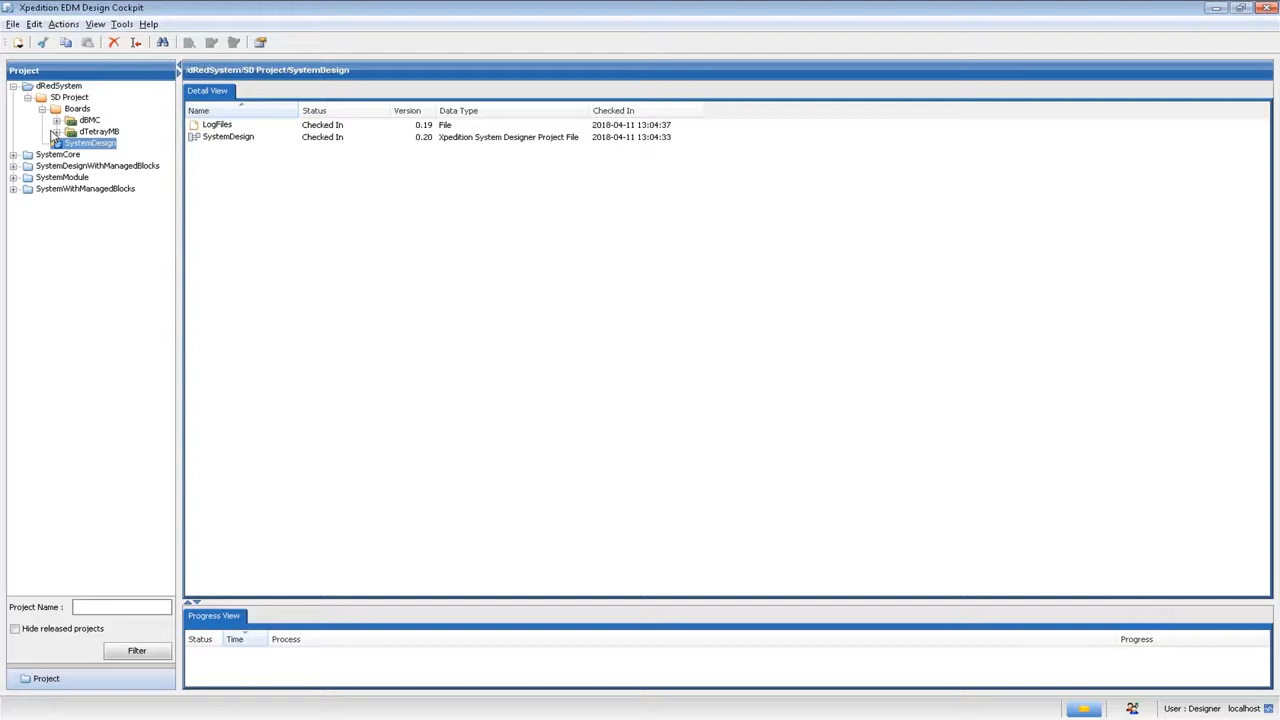 Xpedition EDM Design Cockpit
File Edit Actions View Tools Help
Project
dRedSystem
SD Project
Boards
dBMC
dTetrayMB
SystemDesign
SystemCore
SystemDesignWithManagedBlocks
SystemModule
SystemWithManagedBlocks
Project Name :
Hide released projects
Filter
Project
/dRedSystem/SD Project/SystemDesign
Detail View
Name Status Version Data Type Checked In
LogFiles Checked In 0.19 File 2018-04-11 13:04:37
SystemDesign Checked In 0.20 Xpedition System Designer Project File 2018-04-11 13:04:33
Progress View
Status Time Process Progress
User : Designer localhost